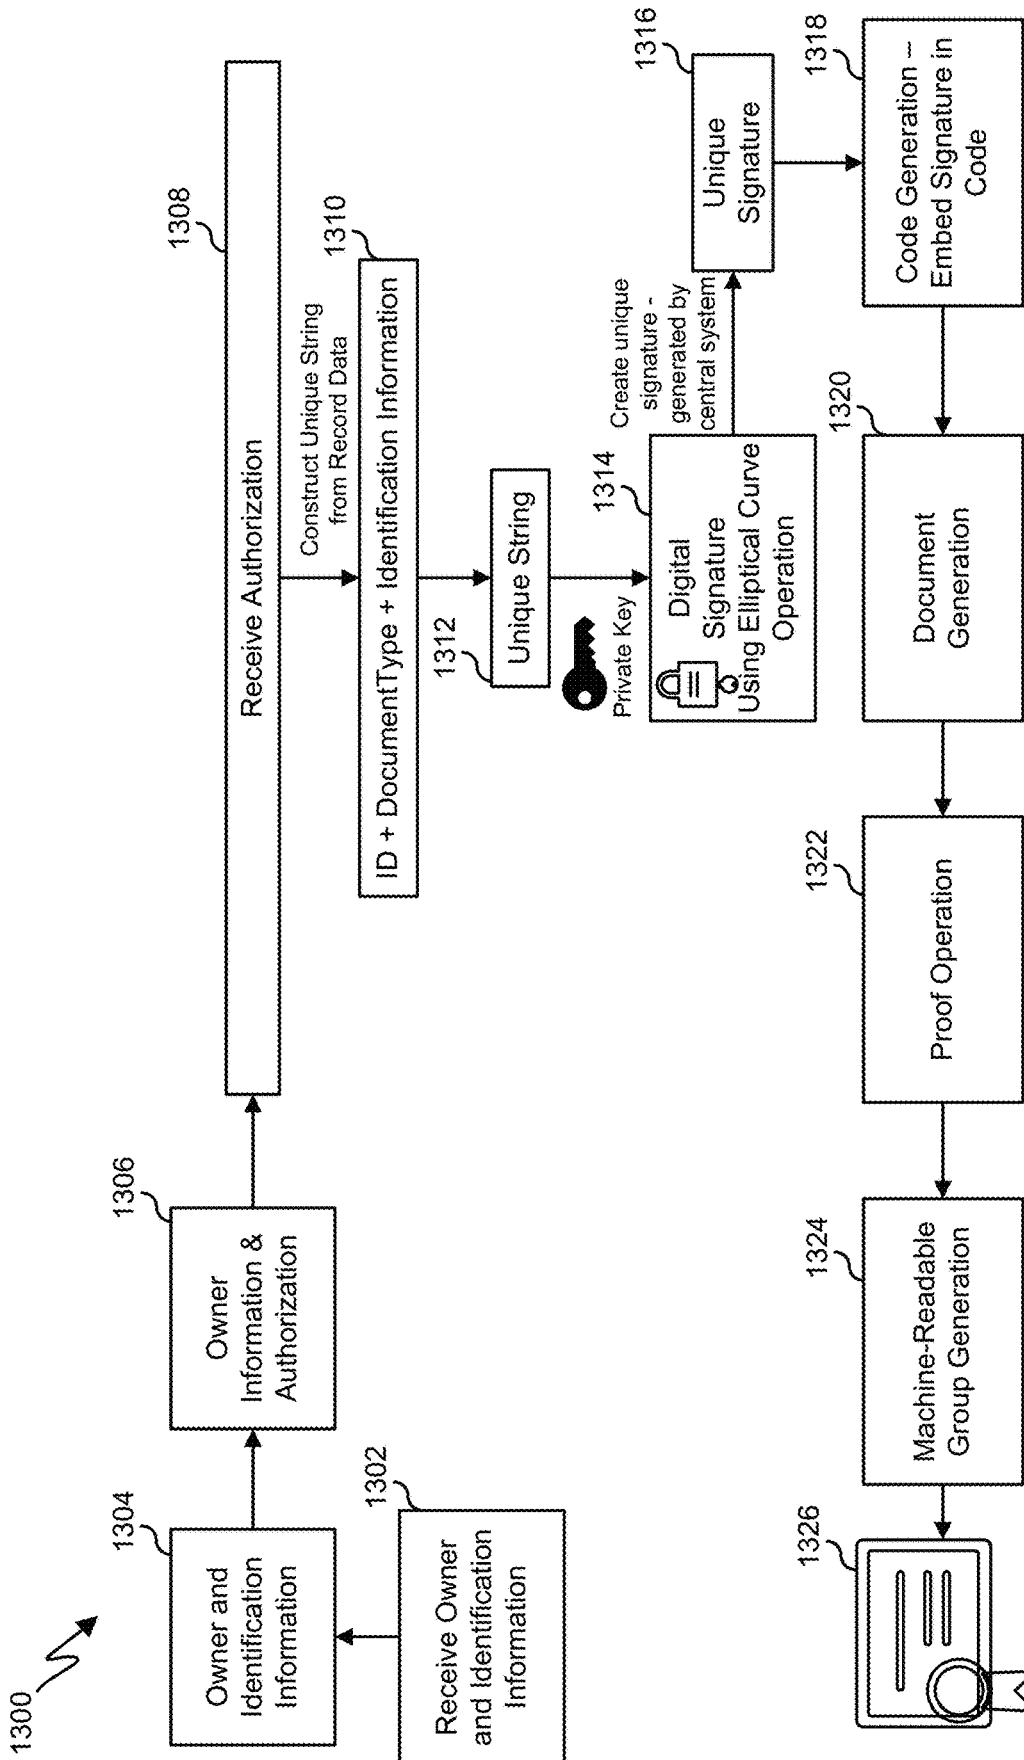 1300
1302
Receive Owner
and Identification
Information
1304
Owner and
Identification
Information
1306
Owner
Information &
Authorization
1308
Receive Authorization
Construct Unique String
from Record Data
1310
ID + DocumentType + Identification Information
1312
Unique String
Private Key
1314
Digital
Signature
Using Elliptical Curve
Operation
Create unique
signature -
generated by
central system
1316
Unique
Signature
1318
Code Generation –
Embed Signature in
Code
1320
Document
Generation
1322
Proof Operation
1324
Machine-Readable
Group Generation
1326